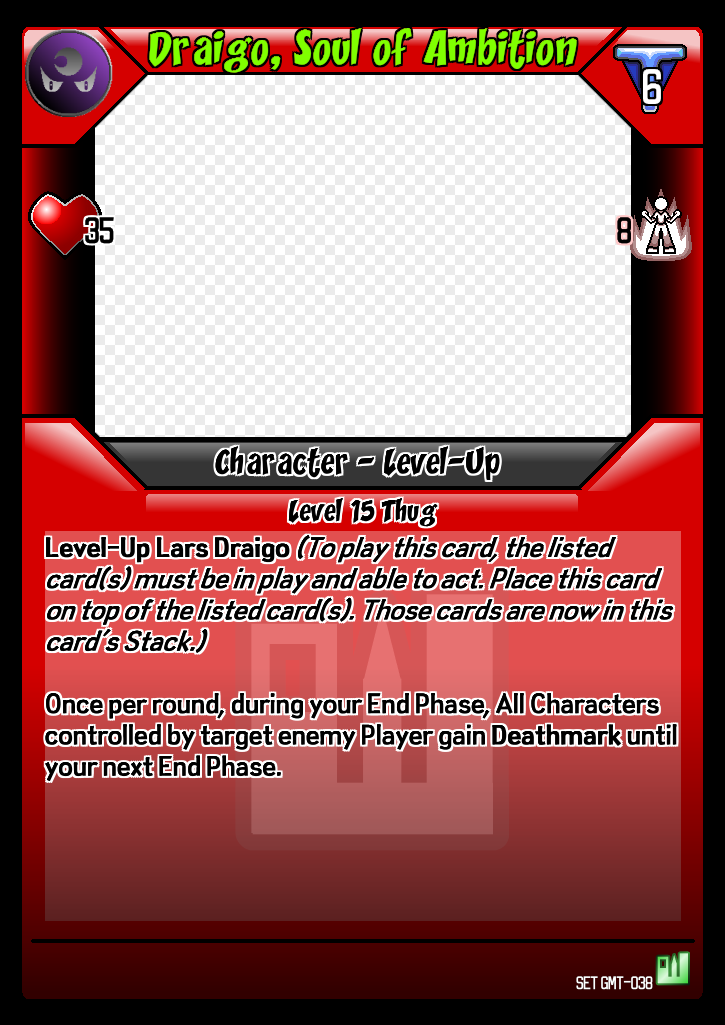 Draigo, Soul of Ambition
6
35
8
Character - Level-Up
Level 15 Thug
Level-Up Lars Draigo (To play this card, the listed
card(s) must be in play and able to act. Place this card
on top of the listed card(s). Those cards are now in this
card's Stack.)
Once per round, during your End Phase, All Characters
controlled by target enemy Player gain Deathmark until
your next End Phase.
SET GMT-038